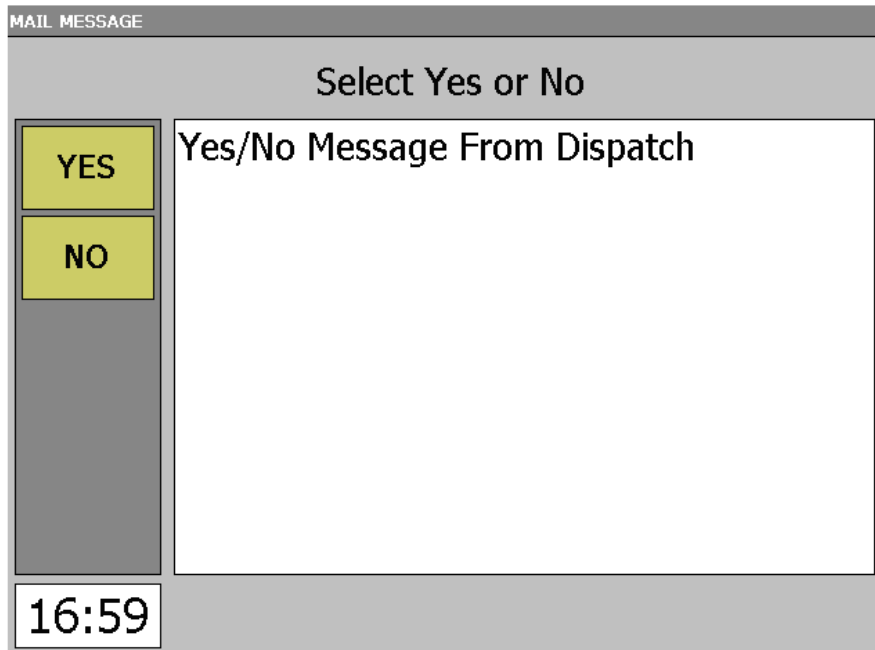 MAIL MESSAGE
Select Yes or No
YES
Yes/No Message From Dispatch
NO
16:59